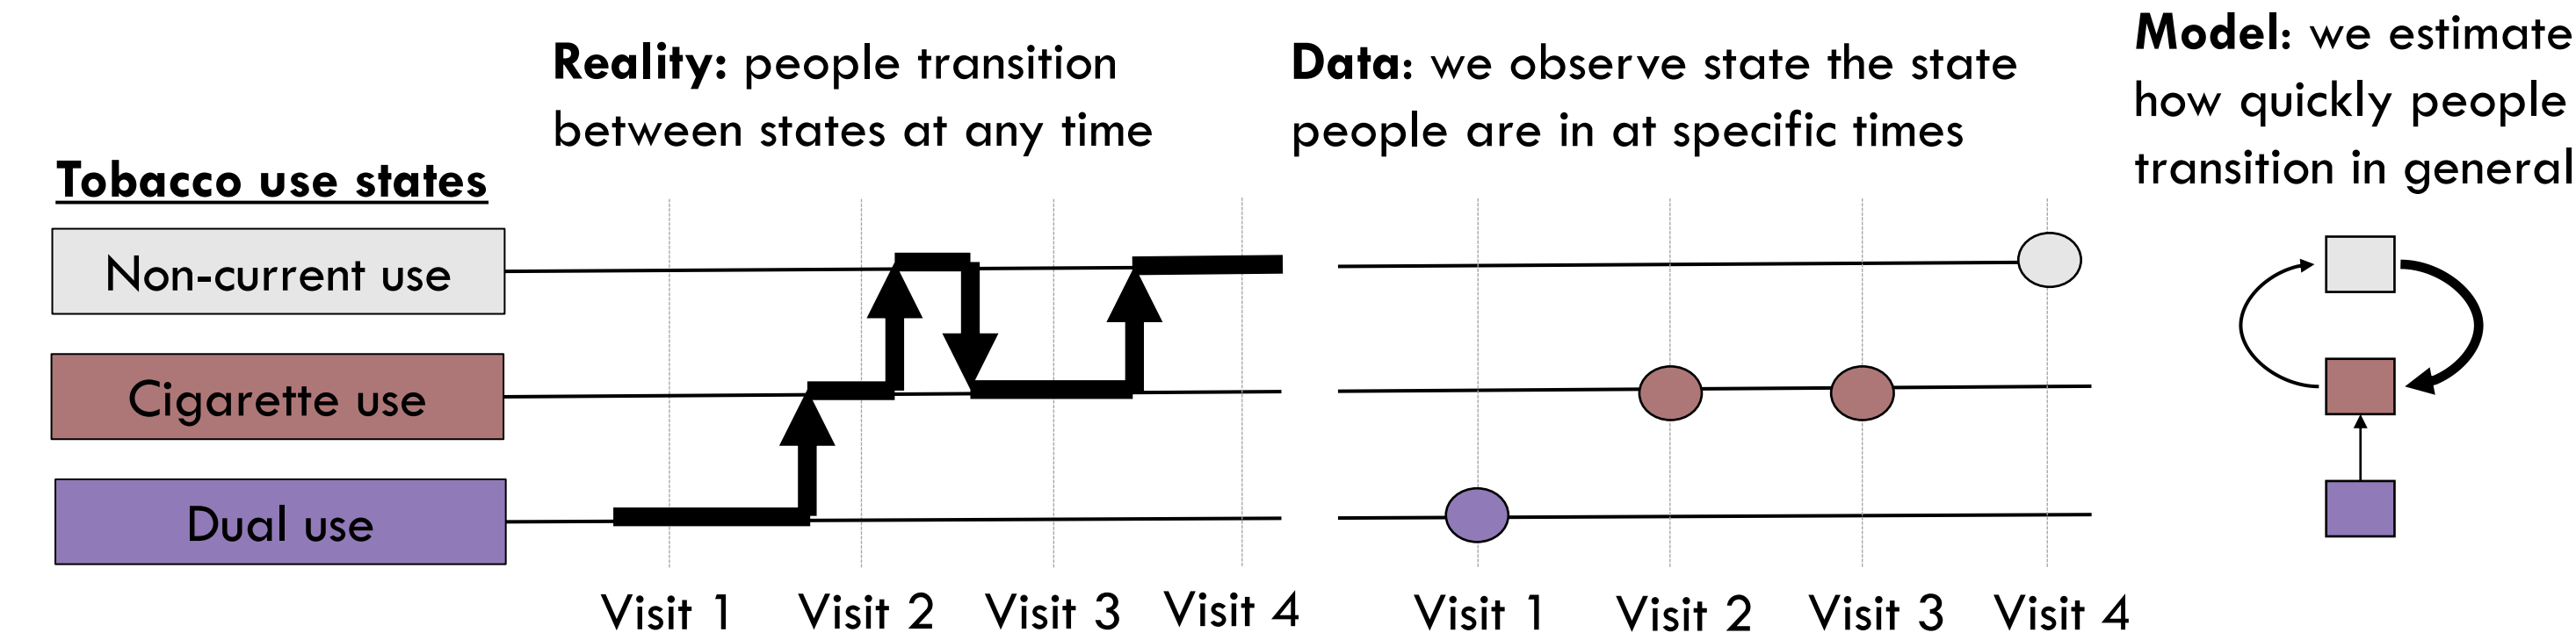 Reality: people transition
between states at any time
Data: we observe state the state
people are in at specific times
Model: we estimate
how quickly people
transition in general
Tobacco use states
Non-current use
Cigarette use
Dual use
Visit 1 Visit 2 Visit 3 Visit 4
Visit 1 Visit 2 Visit 3 Visit 4